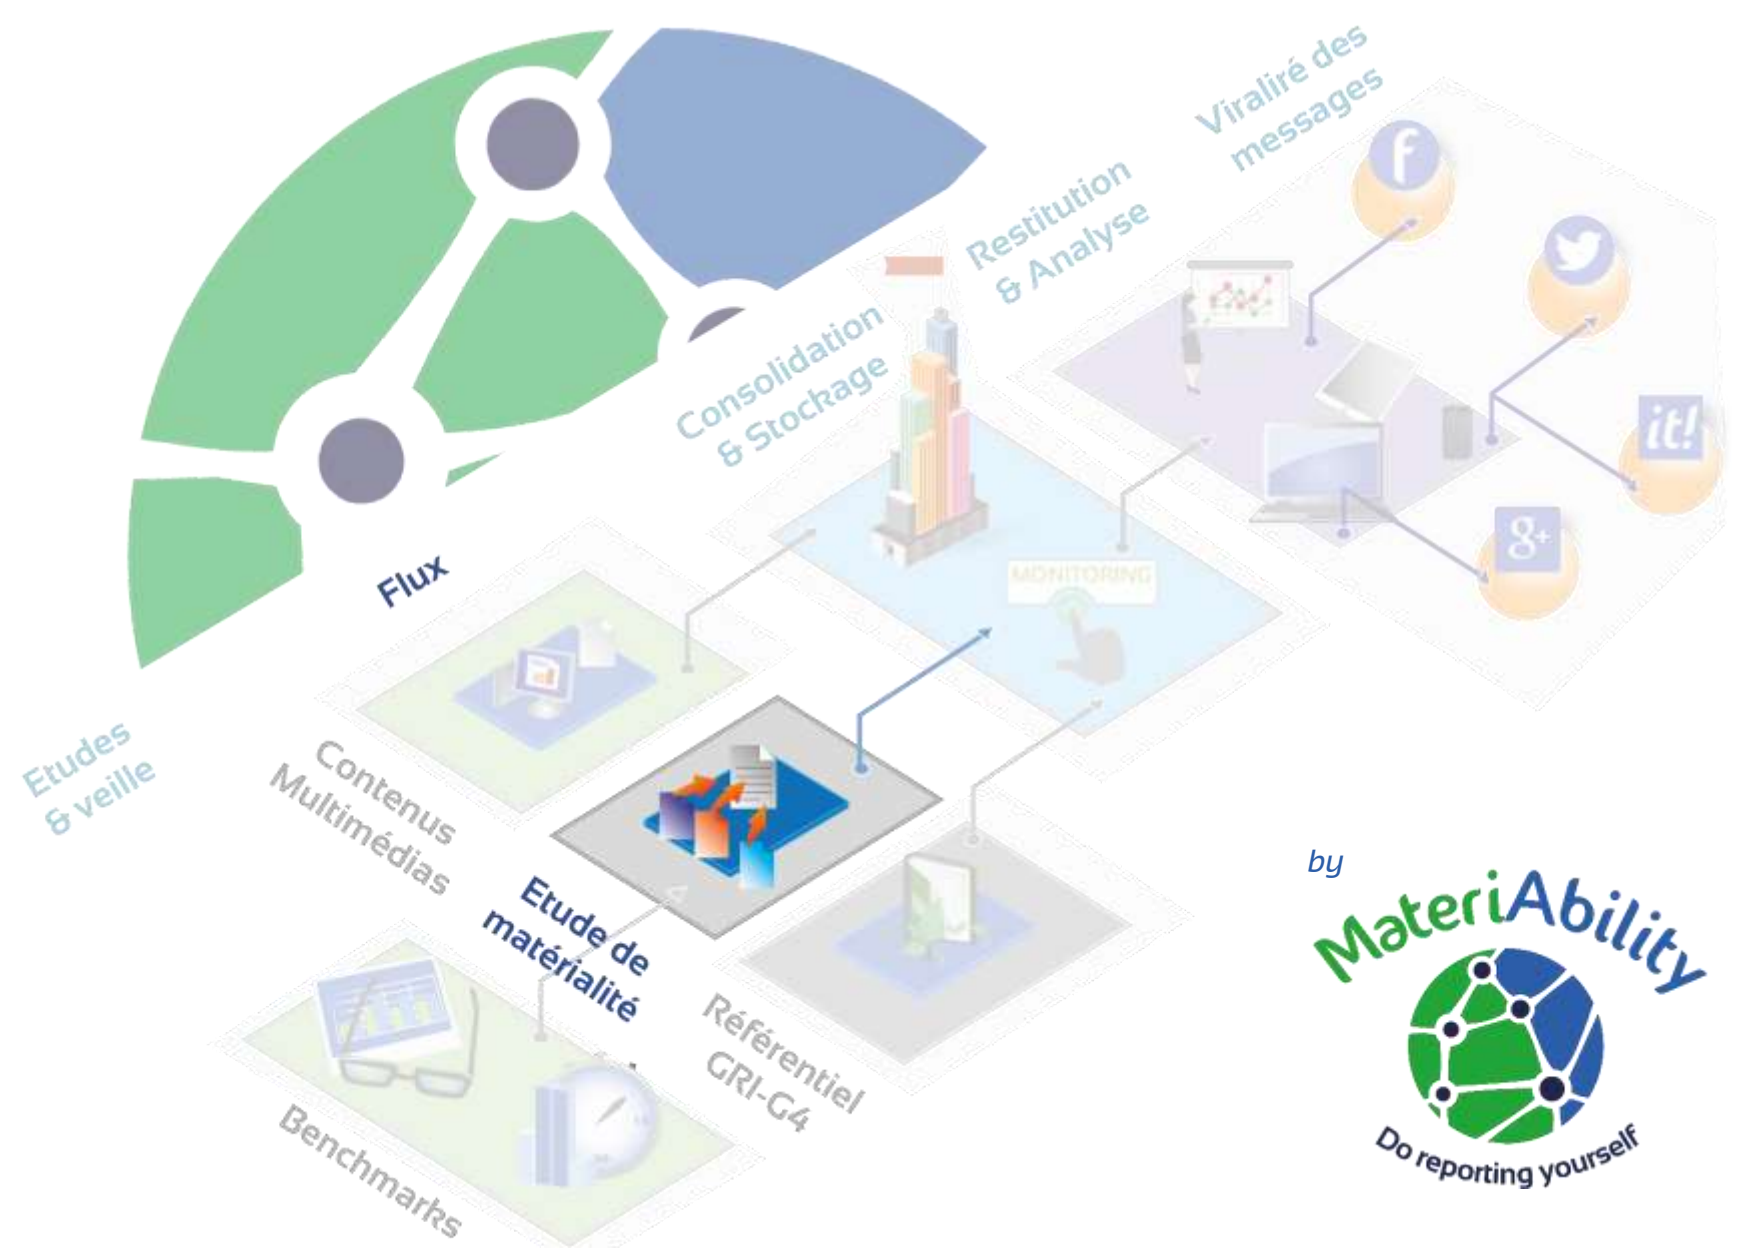 Viraliré des
messages
Restitution
& Analyse
Consolidation
& Stockage
Flux
Etudes
& veille
f
it!
g+
MONITORING
Contenus
Multimédias
Etude de
matérialité
Référentiel
GRI-G4
Benchmarks
by
MateriAbility
Do reporting yourself